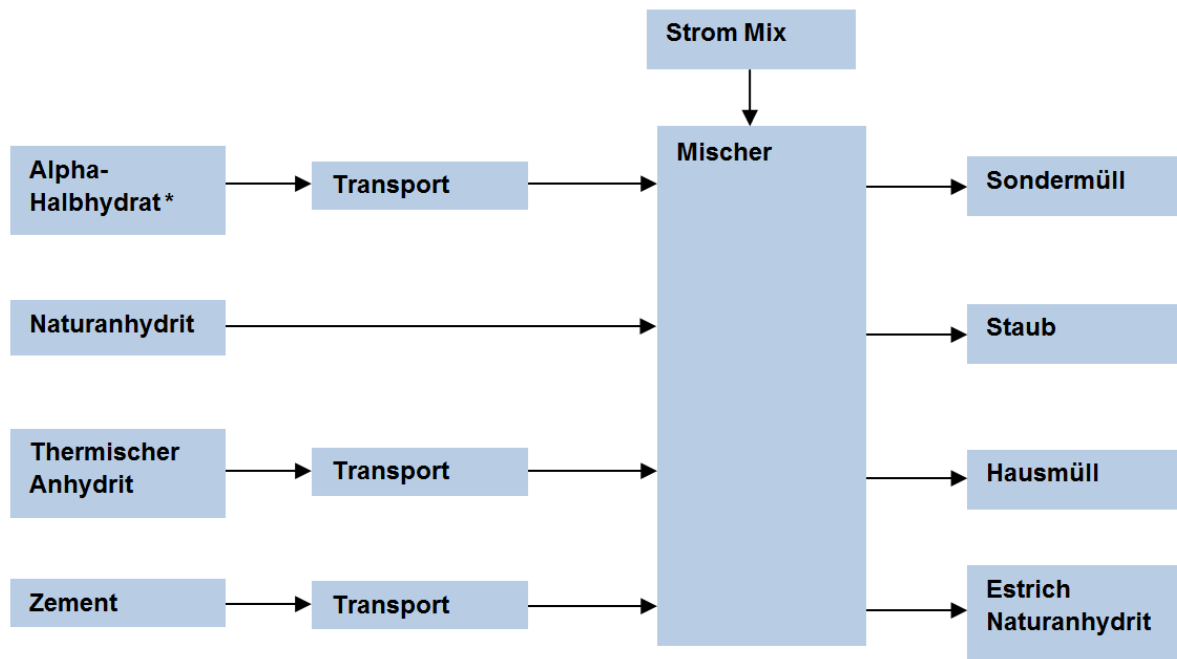 Strom Mix
Mischer
Alpha-
Halbhydrat *
Transport
Sondermüll
Naturanhydrit
Staub
Thermischer
Anhydrit
Transport
Hausmüll
Zement
Transport
Estrich
Naturanhydrit